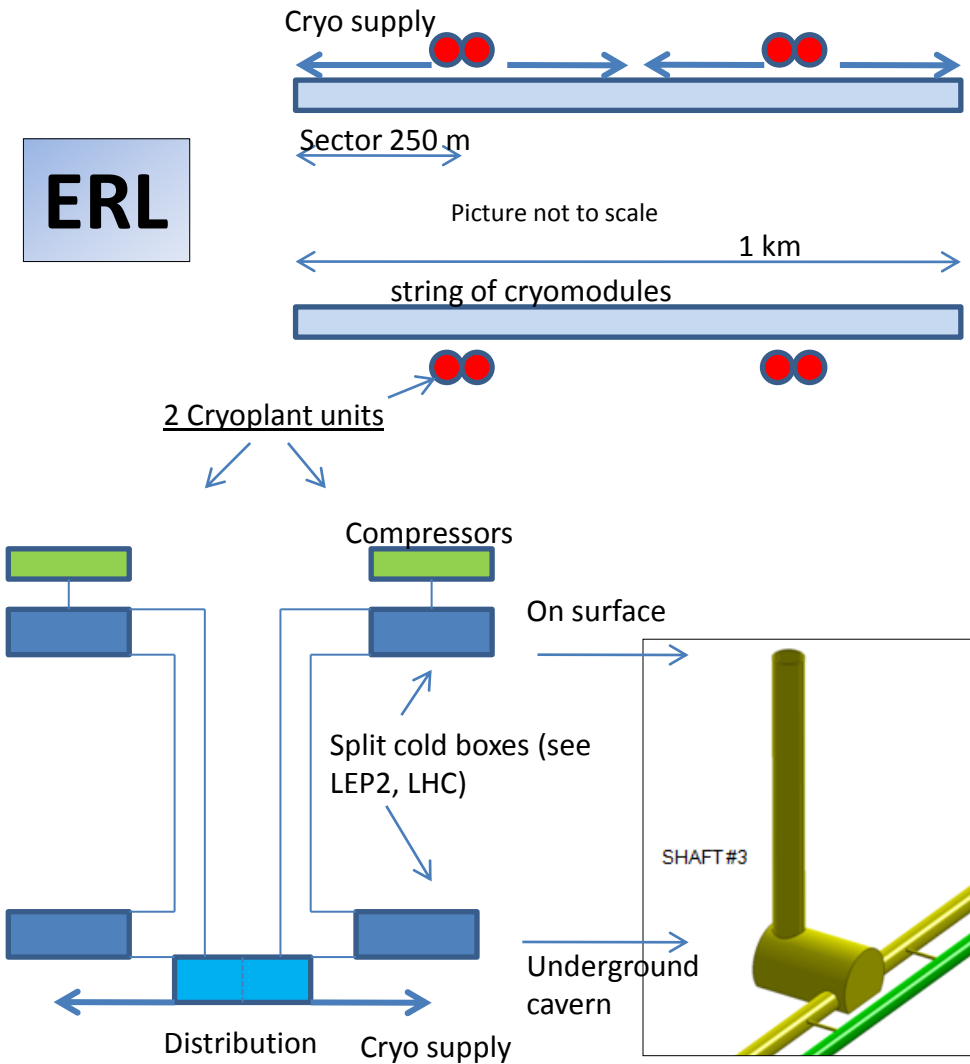 Cryo supply
Sector 250 m
ERL
Picture not to scale
1 km
string of cryomodules
2 Cryoplant units
Compressors
On surface
Split cold boxes (see
LEP2, LHC)
SHAFT #3
Underground
cavern
Distribution
Cryo supply